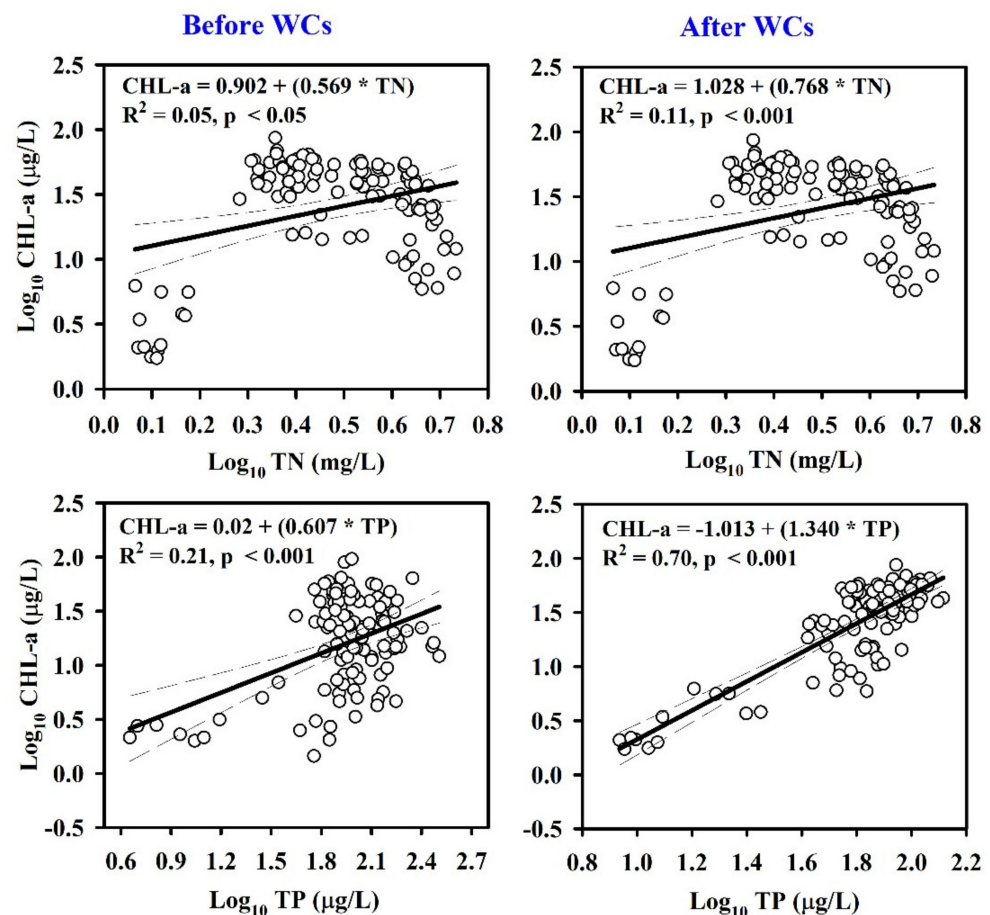 Before WCs
After WCs
CHL-a = 0.902 + (0.569 * TN)
R² = 0.05, p < 0.05
2.5
2.0
1.5
1.0
0.5
0.0
Log₁₀ CHL-a (µg/L)
0.0 0.1 0.2 0.3 0.4 0.5 0.6 0.7 0.8
Log₁₀ TN (mg/L)
CHL-a = 1.028 + (0.768 * TN)
R² = 0.11, p < 0.001
2.5
2.0
1.5
1.0
0.5
0.0
0.0 0.1 0.2 0.3 0.4 0.5 0.6 0.7 0.8
Log₁₀ TN (mg/L)
CHL-a = 0.02 + (0.607 * TP)
R² = 0.21, p < 0.001
2.5
2.0
1.5
1.0
0.5
0.0
-0.5
Log₁₀ CHL-a (µg/L)
0.6 0.9 1.2 1.5 1.8 2.1 2.4 2.7
Log₁₀ TP (µg/L)
CHL-a = -1.013 + (1.340 * TP)
R² = 0.70, p < 0.001
2.5
2.0
1.5
1.0
0.5
0.0
-0.5
0.8 1.0 1.2 1.4 1.6 1.8 2.0 2.2
Log₁₀ TP (µg/L)